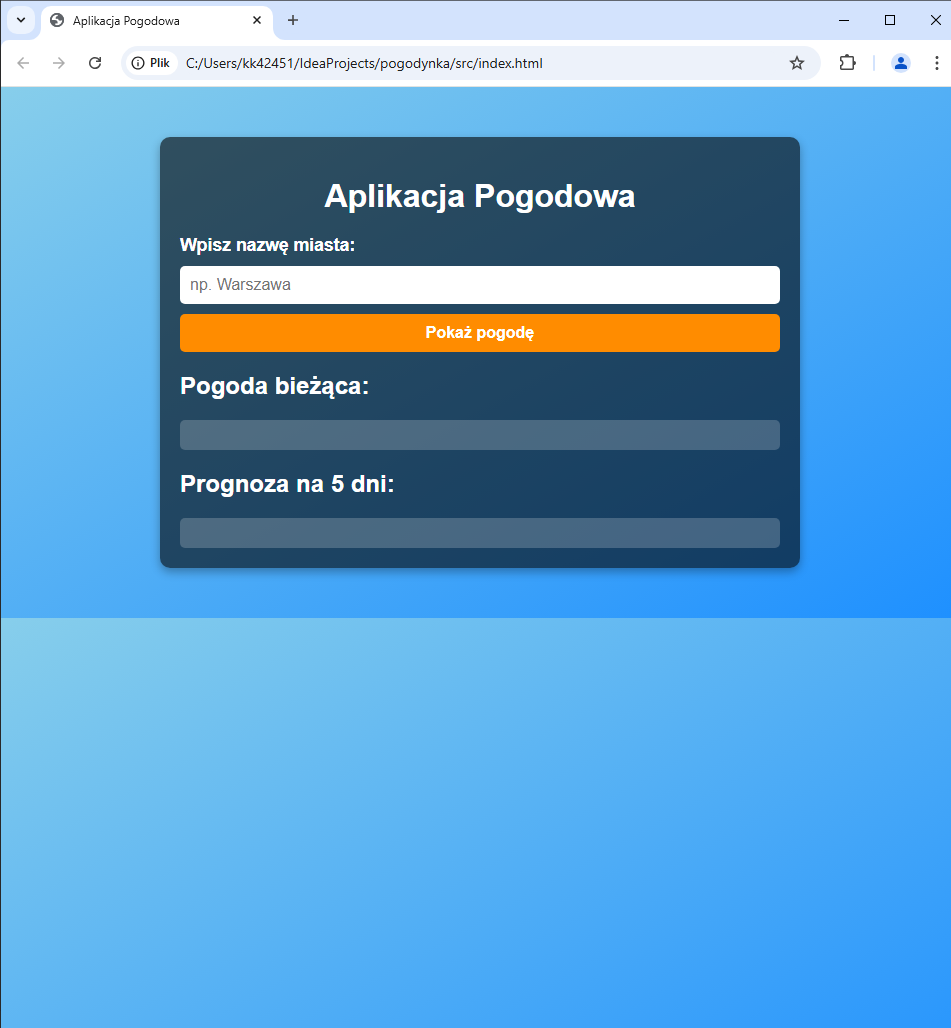 Aplikacja Pogodowa
Plik
C:/Users/kk42451/IdeaProjects/pogodynka/src/index.html
Aplikacja Pogodowa
Wpisz nazwę miasta:
np. Warszawa
Pokaż pogodę
Pogoda bieżąca:
Prognoza na 5 dni: